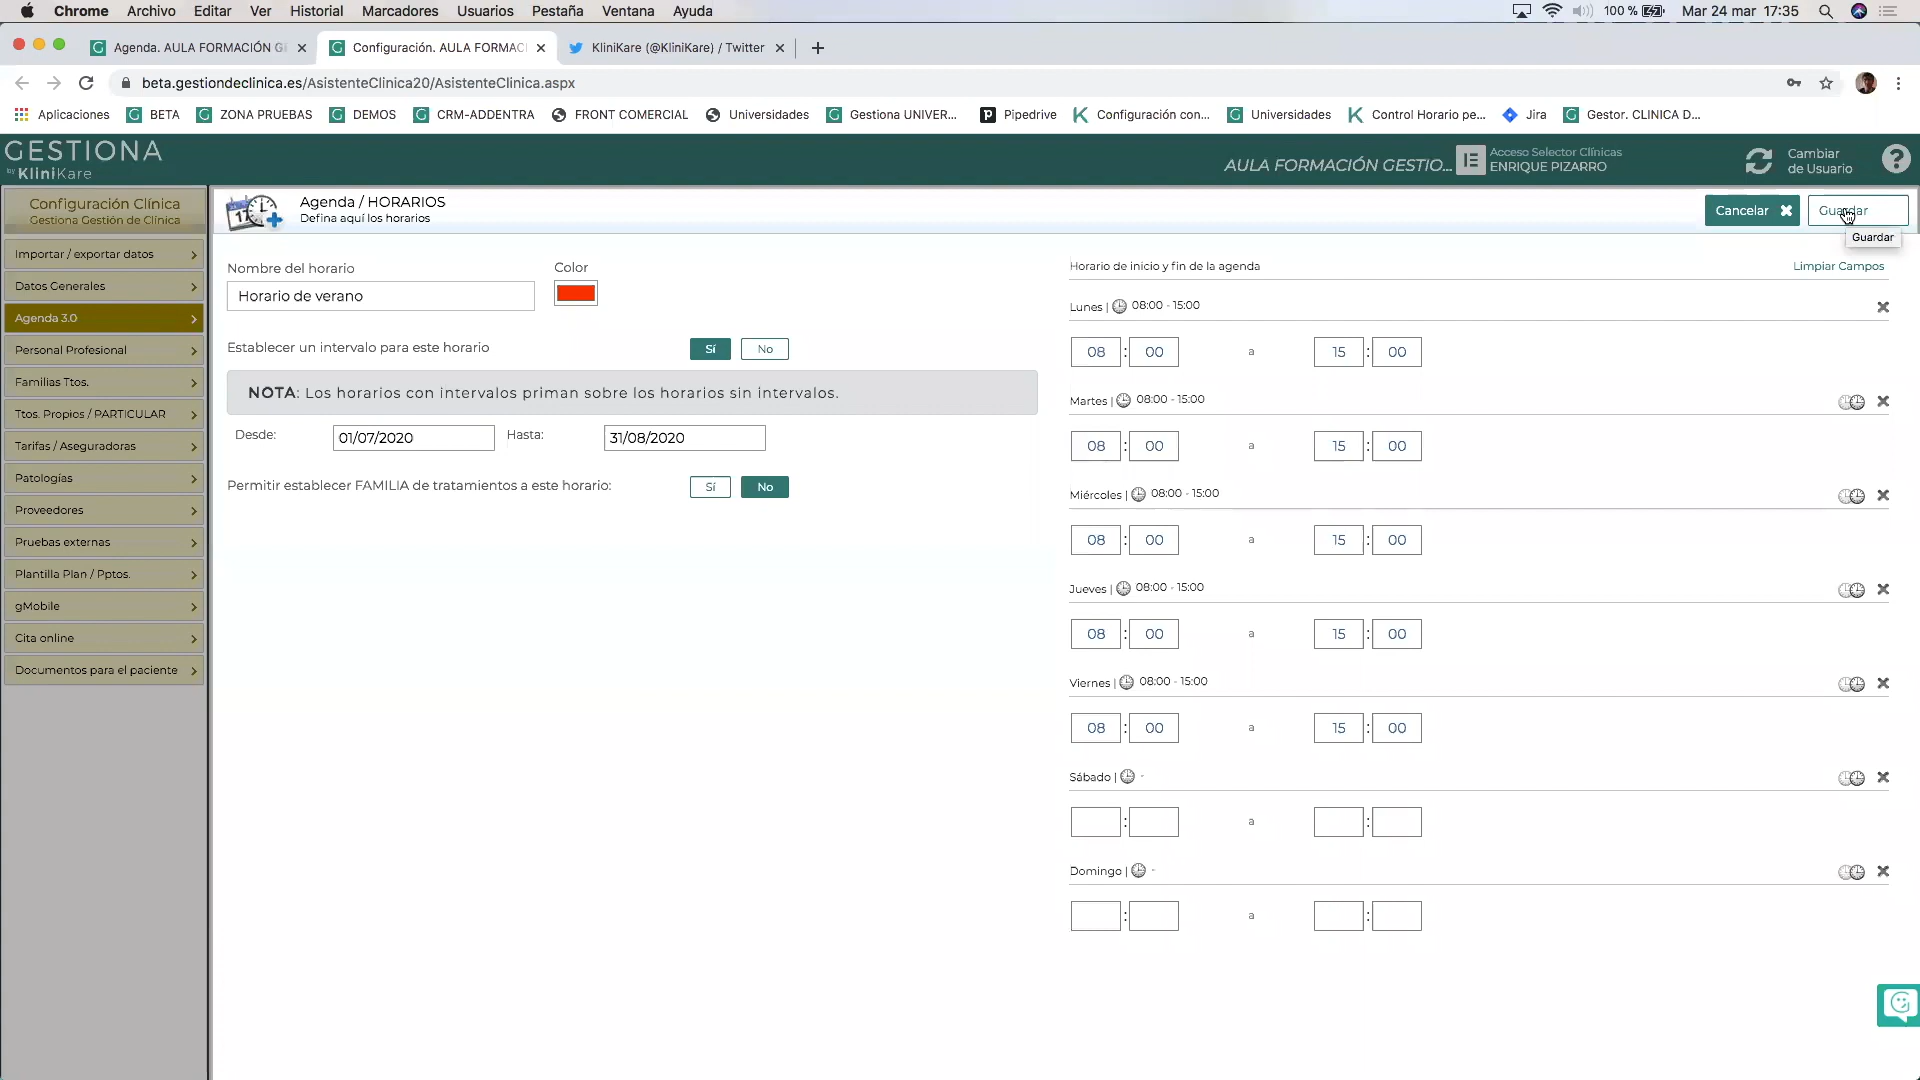 Chrome Archivo Editar Ver Historial Marcadores Usuarios Pestaña Ventana Ayuda 100 % Mar 24 mar 17:35
Agenda. AULA FORMACIÓN G Configuración. AULA FORMAC KliniKare (@KliniKare) / Twitter
beta.gestiondeclinica.es/AsistenteClinica20/AsistenteClinica.aspx
Aplicaciones BETA ZONA PRUEBAS DEMOS CRM-ADDENTRA FRONT COMERCIAL Universidades Gestiona UNIVER... Pipedrive Configuración con... Universidades Control Horario pe... Jira Gestor. CLINICA D...
GESTIONA
by KliniKare
AULA FORMACIÓN GESTIO...
Acceso Selector Clínicas
ENRIQUE PIZARRO
Cambiar
de Usuario
Configuración Clínica
Gestiona Gestión de Clínica
Importar / exportar datos
Datos Generales
Agenda 3.0
Personal Profesional
Familias Ttos.
Ttos. Propios / PARTICULAR
Tarifas / Aseguradoras
Patologías
Proveedores
Pruebas externas
Plantilla Plan / Pptos.
gMobile
Cita online
Documentos para el paciente
Agenda / HORARIOS
Defina aquí los horarios
Cancelar
Guardar
Guardar
Nombre del horario
Color
Horario de verano
Establecer un intervalo para este horario
Sí No
NOTA: Los horarios con intervalos priman sobre los horarios sin intervalos.
Desde: 01/07/2020 Hasta: 31/08/2020
Permitir establecer FAMILIA de tratamientos a este horario:
Sí No
Horario de inicio y fin de la agenda
Limpiar Campos
Lunes | 08:00 - 15:00
08 : 00 a 15 : 00
Martes | 08:00 - 15:00
08 : 00 a 15 : 00
Miércoles | 08:00 - 15:00
08 : 00 a 15 : 00
Jueves | 08:00 - 15:00
08 : 00 a 15 : 00
Viernes | 08:00 - 15:00
08 : 00 a 15 : 00
Sábado | -
: a :
Domingo | -
: a :